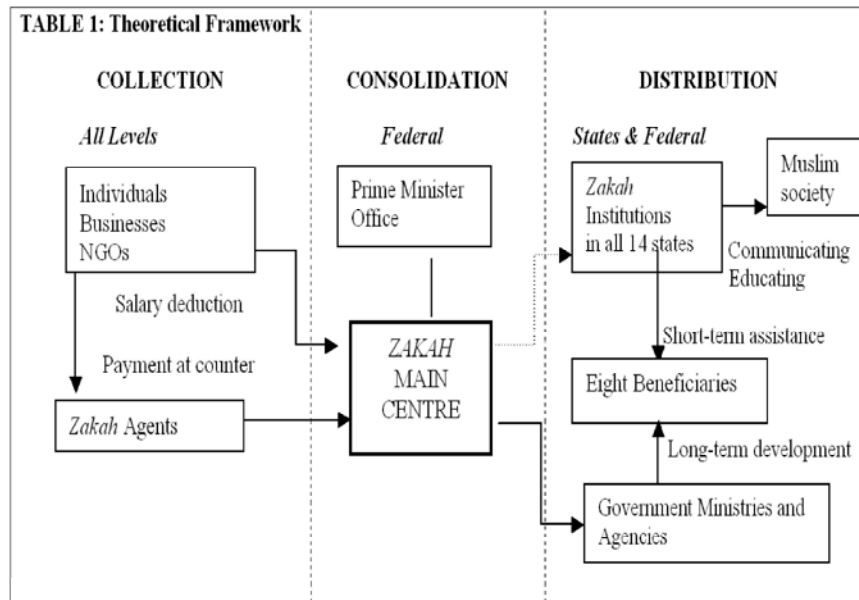 TABLE 1: Theoretical Framework
COLLECTION
CONSOLIDATION
DISTRIBUTION
All Levels
Federal
States & Federal
Individuals
Businesses
NGOs
Salary deduction
Payment at counter
Zakah Agents
Prime Minister
Office
ZAKAH
MAIN
CENTRE
Zakah
Institutions
in all 14 states
Muslim
society
Communicating
Educating
Short-term assistance
Eight Beneficiaries
Long-term development
Government Ministries and
Agencies